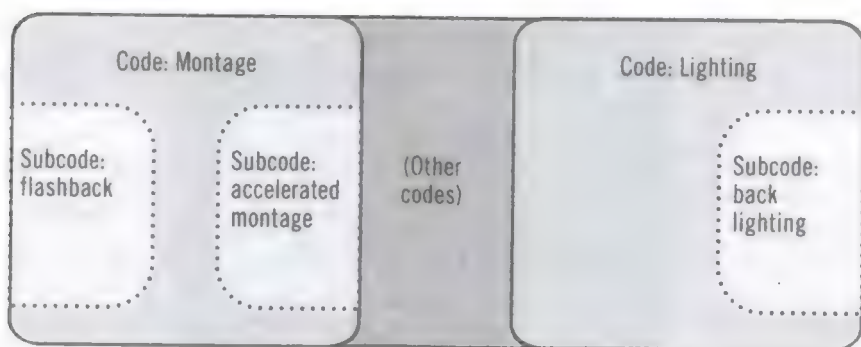 Code: Montage
Code: Lighting
Subcode:
flashback
Subcode:
accelerated
montage
(Other
codes)
Subcode:
back
lighting